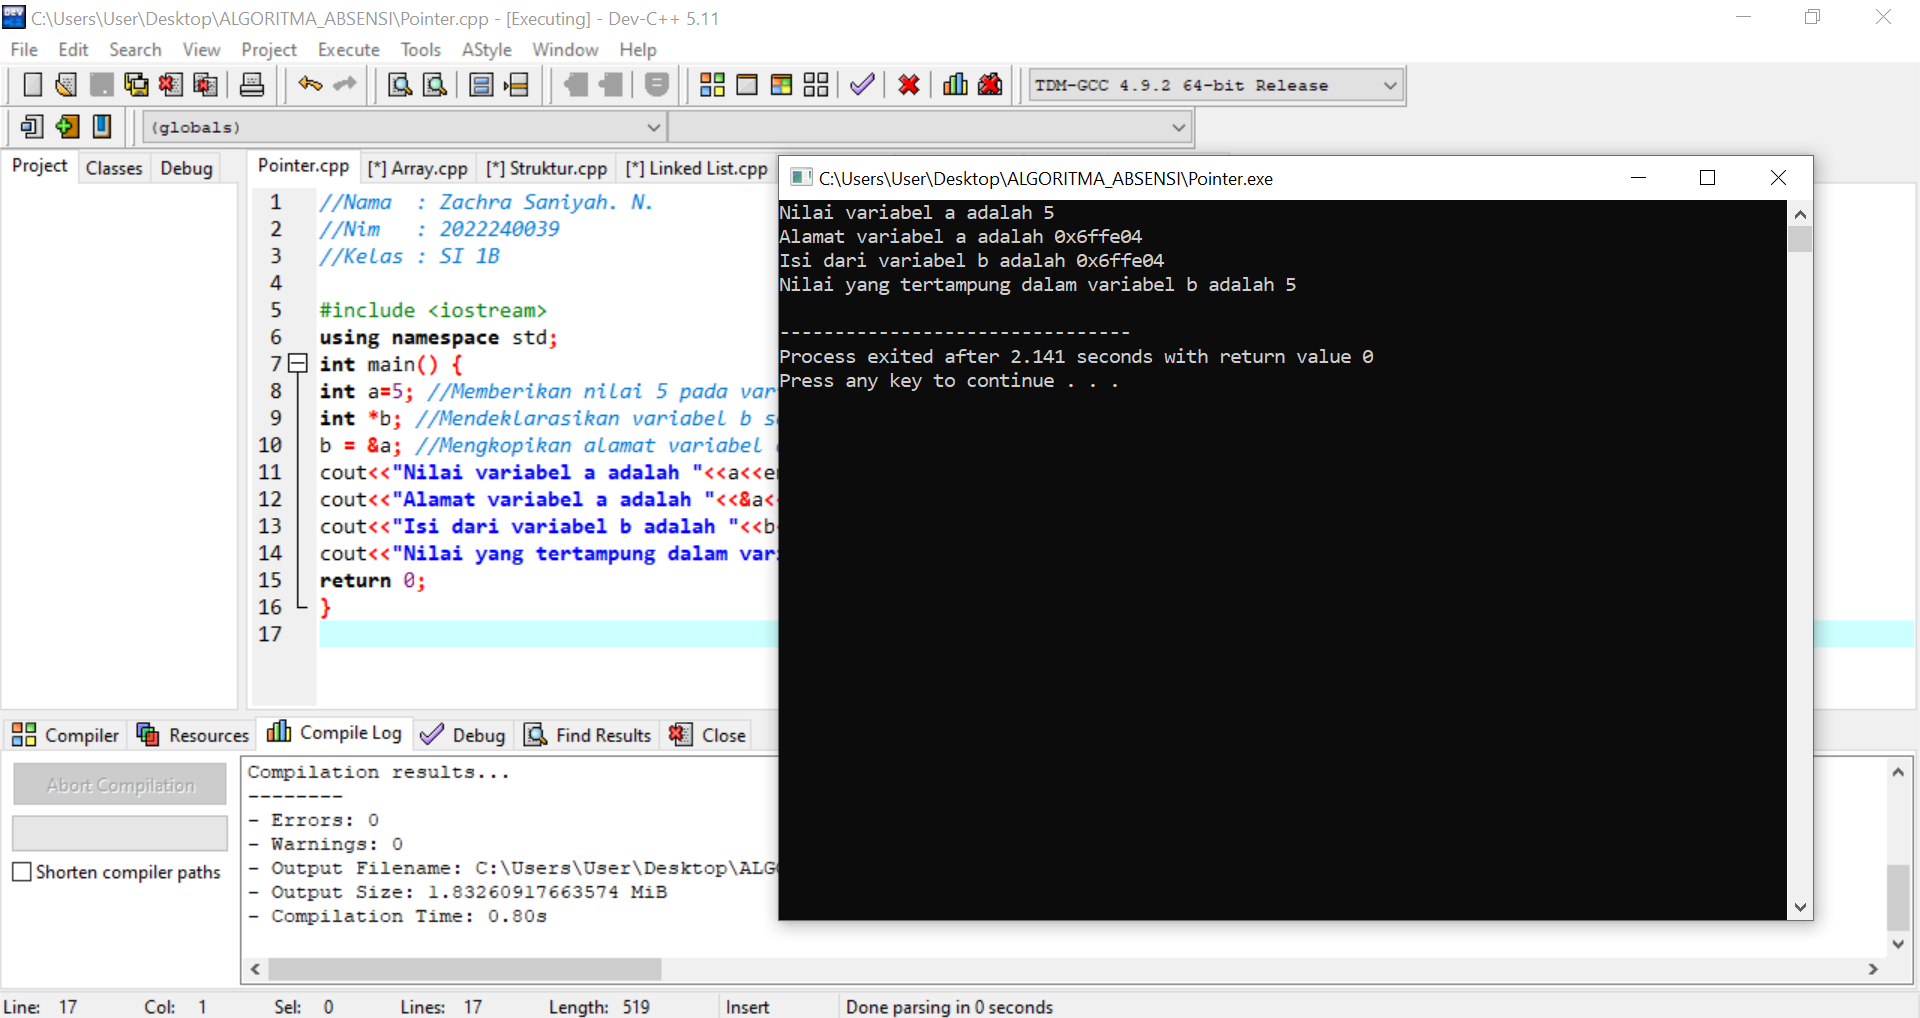 C:\Users\User\Desktop\ALGORITMA_ABSENSI\Pointer.cpp - [Executing] - Dev-C++ 5.11
File Edit Search View Project Execute Tools AStyle Window Help
TDM-GCC 4.9.2 64-bit Release
(globals)
Project Classes Debug
Pointer.cpp [*] Array.cpp [*] Struktur.cpp [*] Linked List.cpp
1 //Nama  : Zachra Saniyah. N.
2 //Nim   : 2022240039
3 //Kelas : SI 1B
4
5 #include <iostream>
6 using namespace std;
7 int main() {
8 int a=5; //Memberikan nilai 5 pada var
9 int *b; //Mendeklarasikan variabel b s
10 b = &a; //Mengkopikan alamat variabel
11 cout<<"Nilai variabel a adalah "<<a<<e
12 cout<<"Alamat variabel a adalah "<<&a<
13 cout<<"Isi dari variabel b adalah "<<b
14 cout<<"Nilai yang tertampung dalam var
15 return 0;
16 }
17
C:\Users\User\Desktop\ALGORITMA_ABSENSI\Pointer.exe
Nilai variabel a adalah 5
Alamat variabel a adalah 0x6ffe04
Isi dari variabel b adalah 0x6ffe04
Nilai yang tertampung dalam variabel b adalah 5
--------------------------------
Process exited after 2.141 seconds with return value 0
Press any key to continue . . .
Compiler Resources Compile Log Debug Find Results Close
Abort Compilation
Shorten compiler paths
Compilation results...
--------
- Errors: 0
- Warnings: 0
- Output Filename: C:\Users\User\Desktop\ALG
- Output Size: 1.83260917663574 MiB
- Compilation Time: 0.80s
Line: 17 Col: 1 Sel: 0 Lines: 17 Length: 519 Insert Done parsing in 0 seconds